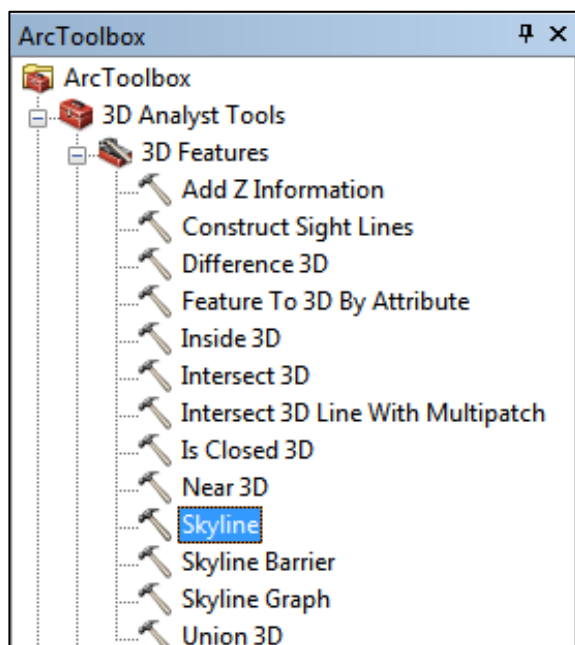 ArcToolbox
ArcToolbox
3D Analyst Tools
3D Features
Add Z Information
Construct Sight Lines
Difference 3D
Feature To 3D By Attribute
Inside 3D
Intersect 3D
Intersect 3D Line With Multipatch
Is Closed 3D
Near 3D
Skyline
Skyline Barrier
Skyline Graph
Union 3D